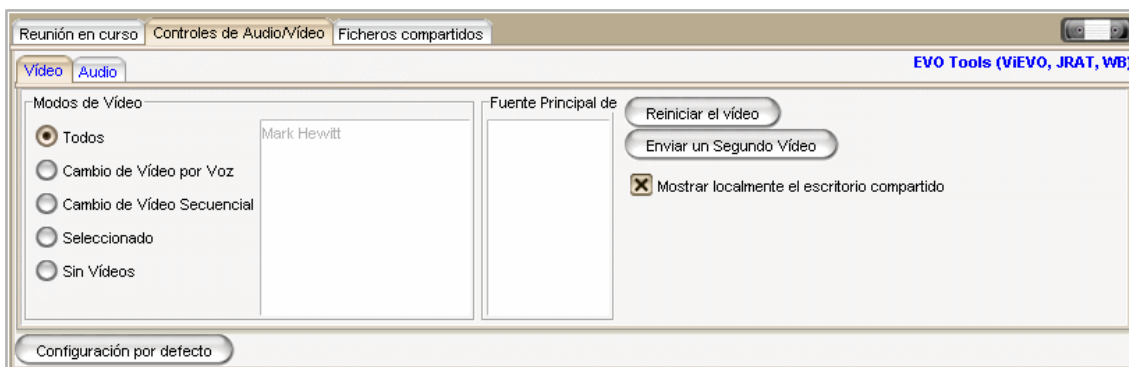 Reunión en curso Controles de Audio/Vídeo Ficheros compartidos
Vídeo Audio EVO Tools (ViEVO, JRAT, WB)
Modos de Vídeo Fuente Principal de
Todos Mark Hewitt Reiniciar el vídeo
Cambio de Vídeo por Voz Enviar un Segundo Vídeo
Cambio de Vídeo Secuencial Mostrar localmente el escritorio compartido
Seleccionado
Sin Vídeos
Configuración por defecto